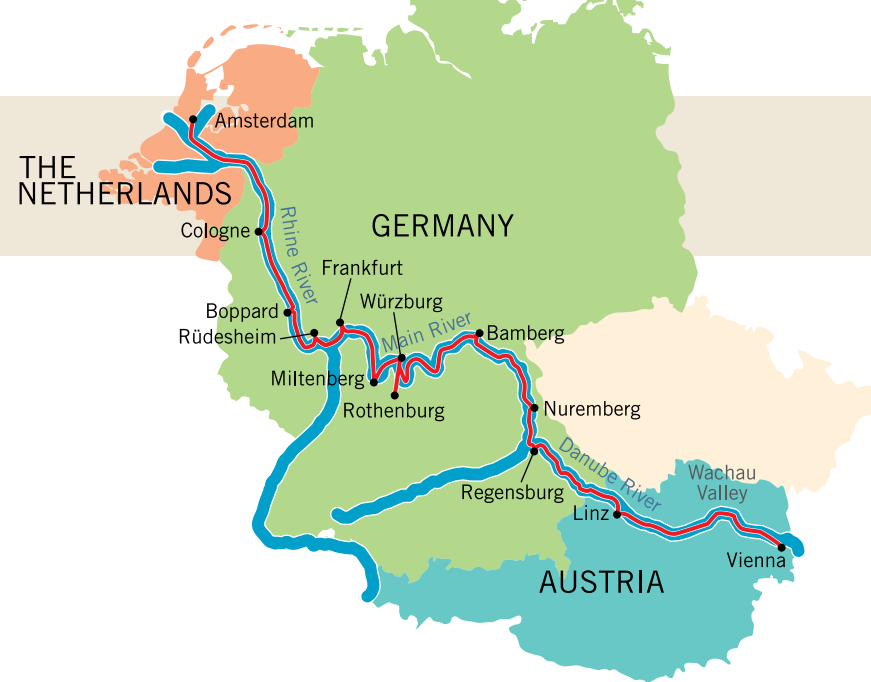 Amsterdam
THE
NETHERLANDS
GERMANY
Cologne
Rhine River
Frankfurt
Würzburg
Boppard
Rüdesheim
Main River
Bamberg
Miltenberg
Rothenburg
Nuremberg
Danube River
Regensburg
Wachau
Valley
Linz
Vienna
AUSTRIA